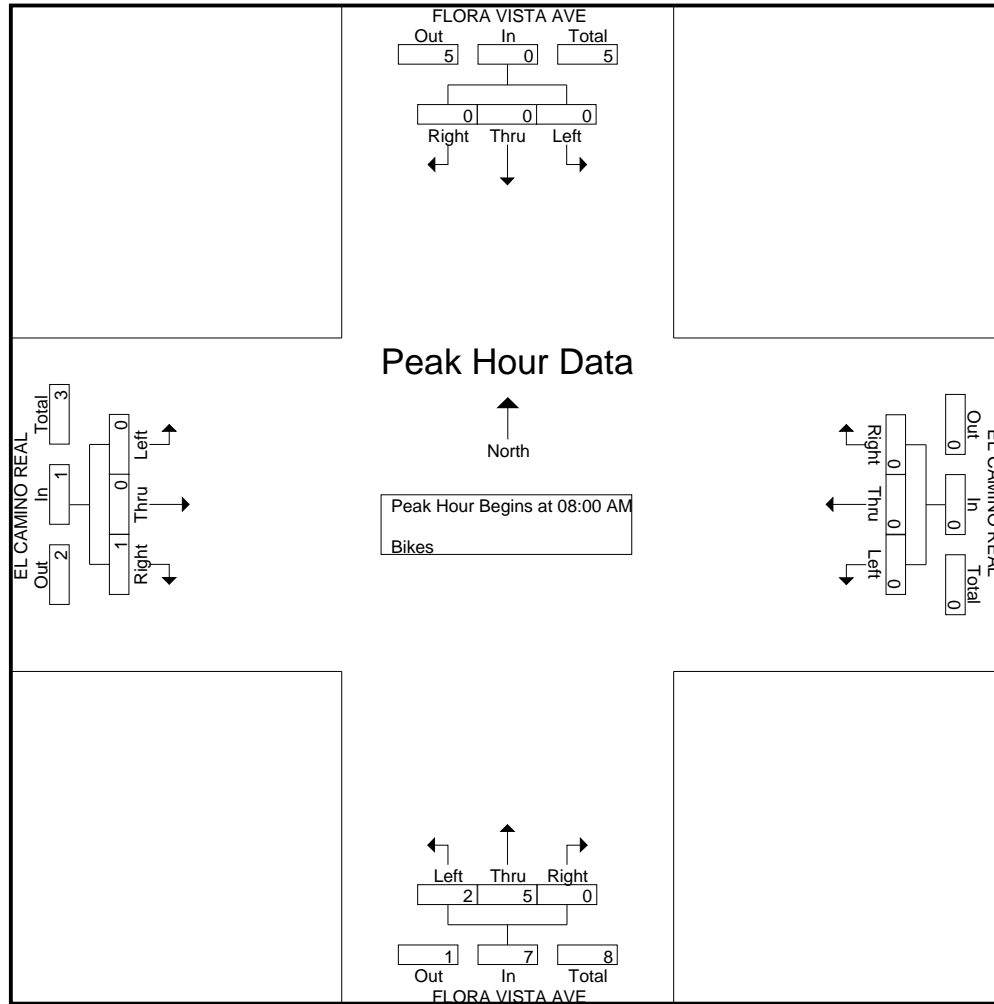 FLORA VISTA AVE
Out In Total
5 0 5
0 0 0
Right Thru Left
Peak Hour Data
North
Peak Hour Begins at 08:00 AM
Bikes
EL CAMINO REAL
Total In Out
3 1 2
0 0 1
Left Thru Right
EL CAMINO REAL
Out In Total
0 0 0
Right Thru Left
0 0 0
Left Thru Right
2 5 0
1 7 8
Out In Total
FLORA VISTA AVE